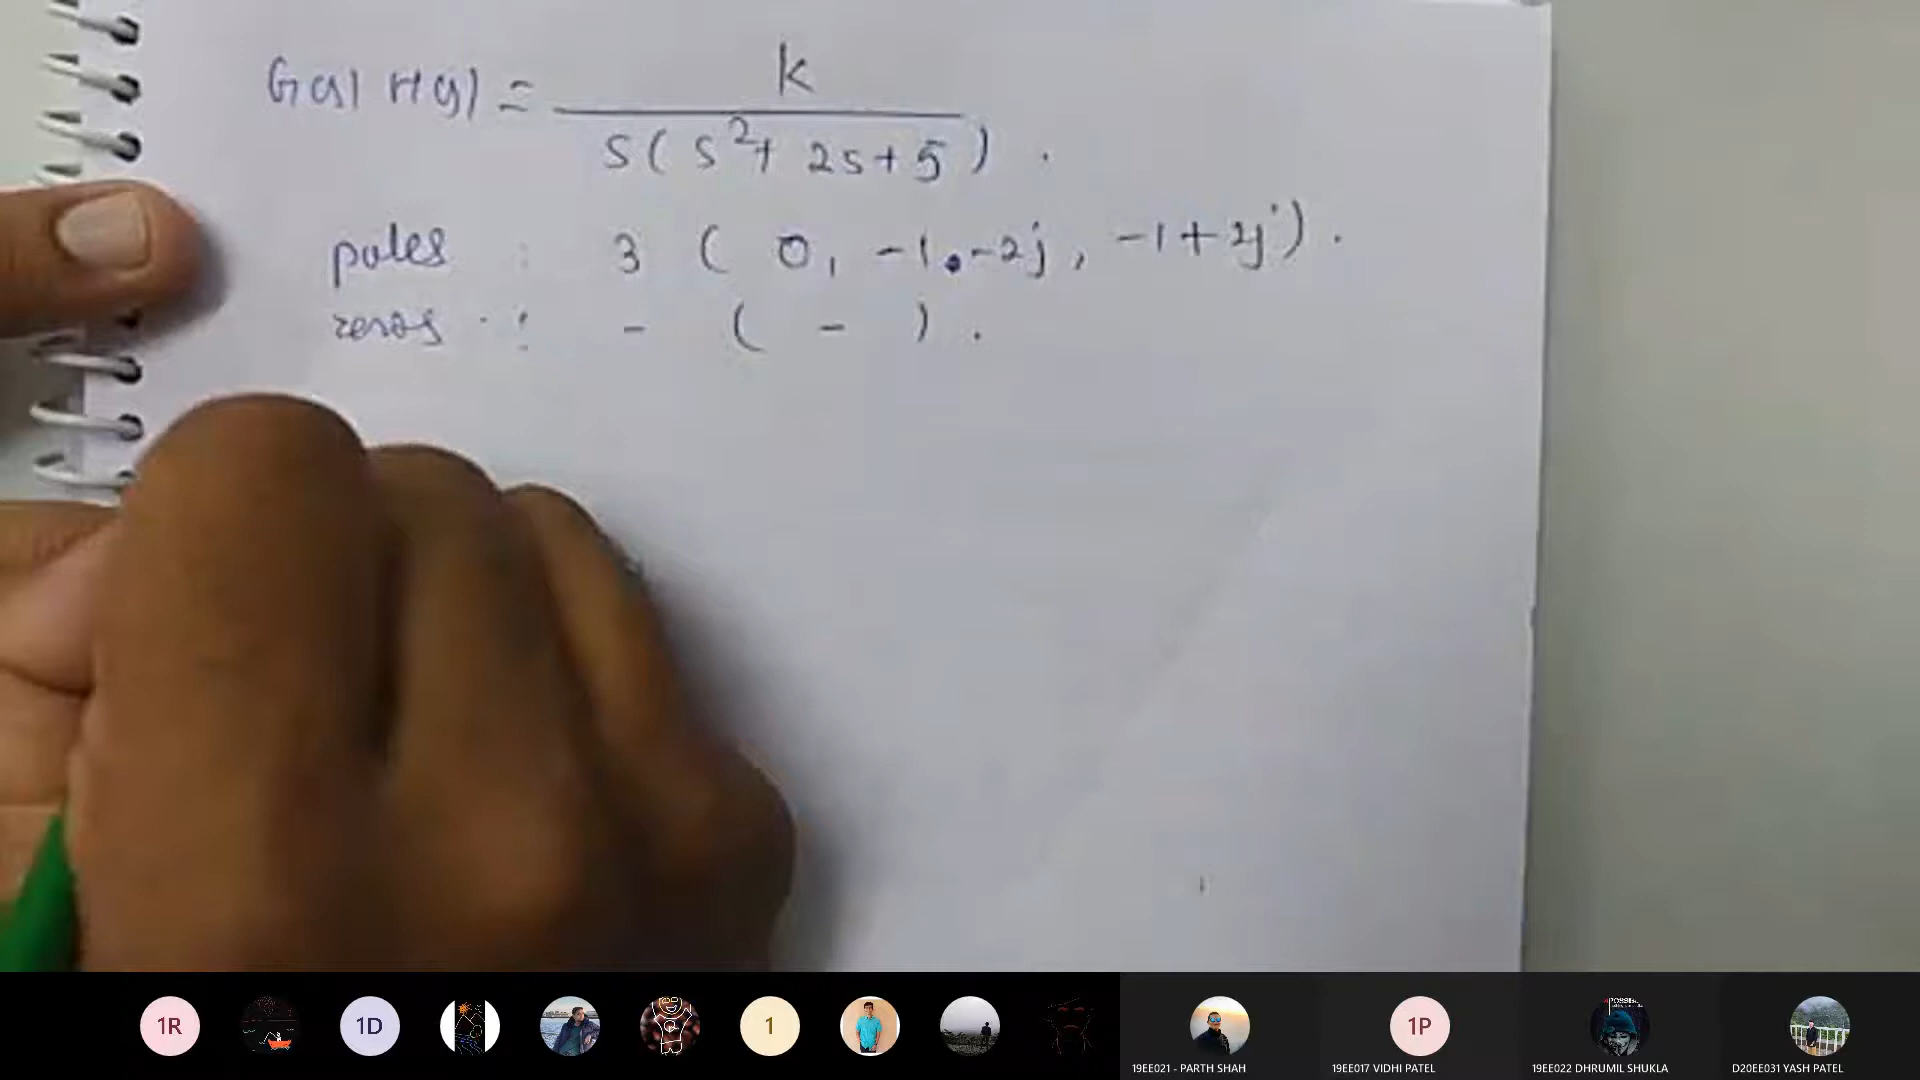 G(s) H(s) = k / s( s² + 2s + 5 ) .
poles : 3 ( 0, -1 - 2j , -1 + 2j ) .
zeros : - ( - ) .
1R
1D
1
1P
19EE021 - PARTH SHAH
19EE017 VIDHI PATEL
19EE022 DHRUMIL SHUKLA
D20EE031 YASH PATEL